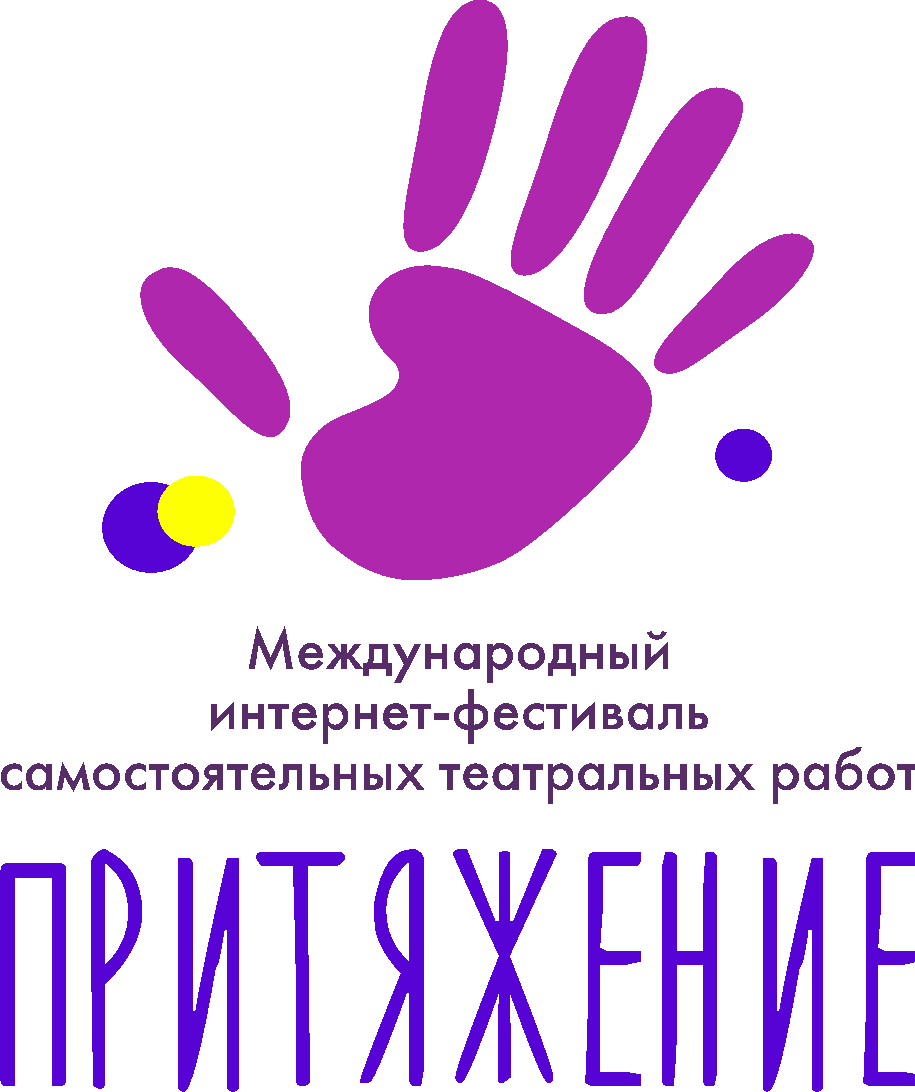 Международный
интернет-фестиваль
самостоятельных театральных работ
ПРИТЯЖЕНИЕ